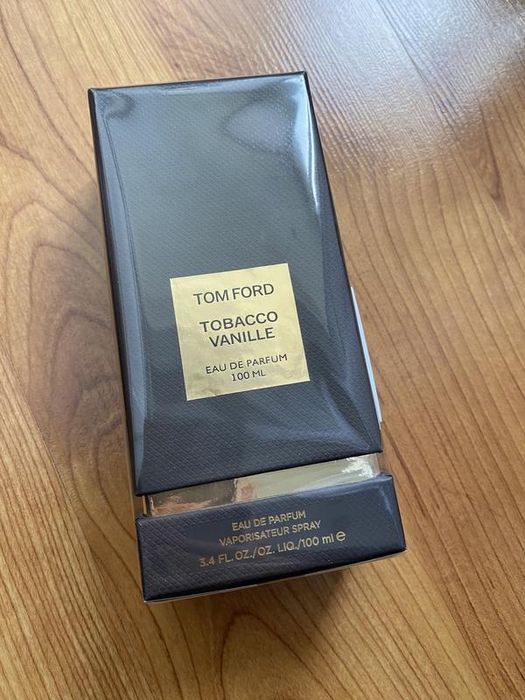 TOM FORD
TOBACCO
VANILLE
EAU DE PARFUM
100 ML
EAU DE PARFUM
VAPORISATEUR SPRAY
3.4 FL.OZ./OZ. LIQ./100 ml ℮